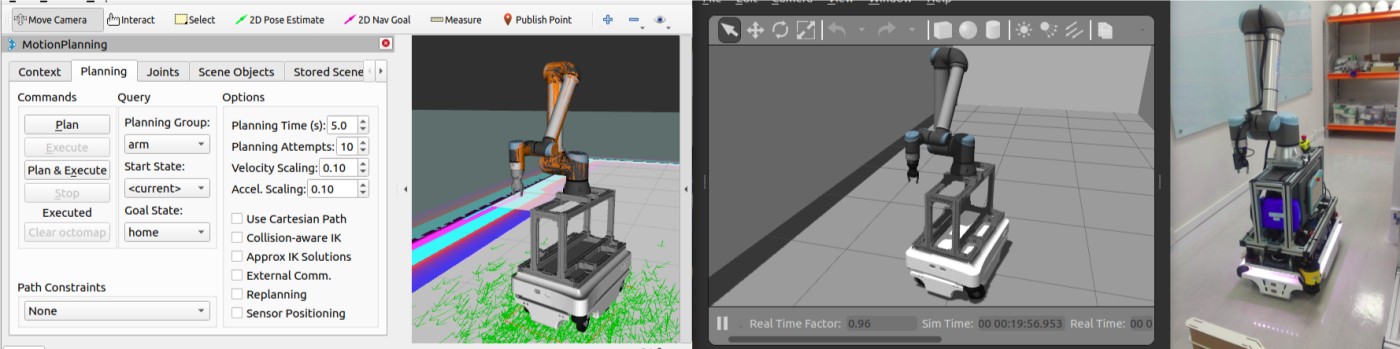 Move Camera Interact Select 2D Pose Estimate 2D Nav Goal Measure Publish Point
MotionPlanning
Context Planning Joints Scene Objects Stored Scene
Commands
Plan
Execute
Plan & Execute
Stop
Executed
Clear octomap
Query
Planning Group:
arm
Start State:
<current>
Goal State:
home
Options
Planning Time (s): 5.0
Planning Attempts: 10
Velocity Scaling: 0.10
Accel. Scaling: 0.10
Use Cartesian Path
Collision-aware IK
Approx IK Solutions
External Comm.
Replanning
Sensor Positioning
Path Constraints
None
Real Time Factor: 0.96 Sim Time: 00 00:19:56.953 Real Time: 00 0